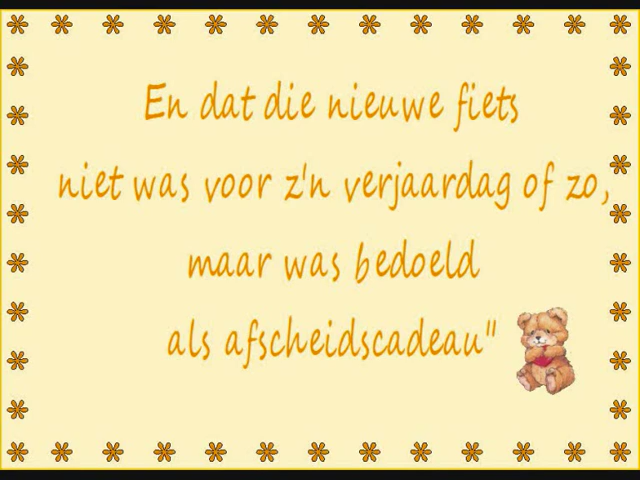 En dat die nieuwe fiets
niet was voor z'n verjaardag of zo,
maar was bedoeld
als afscheidscadeau"